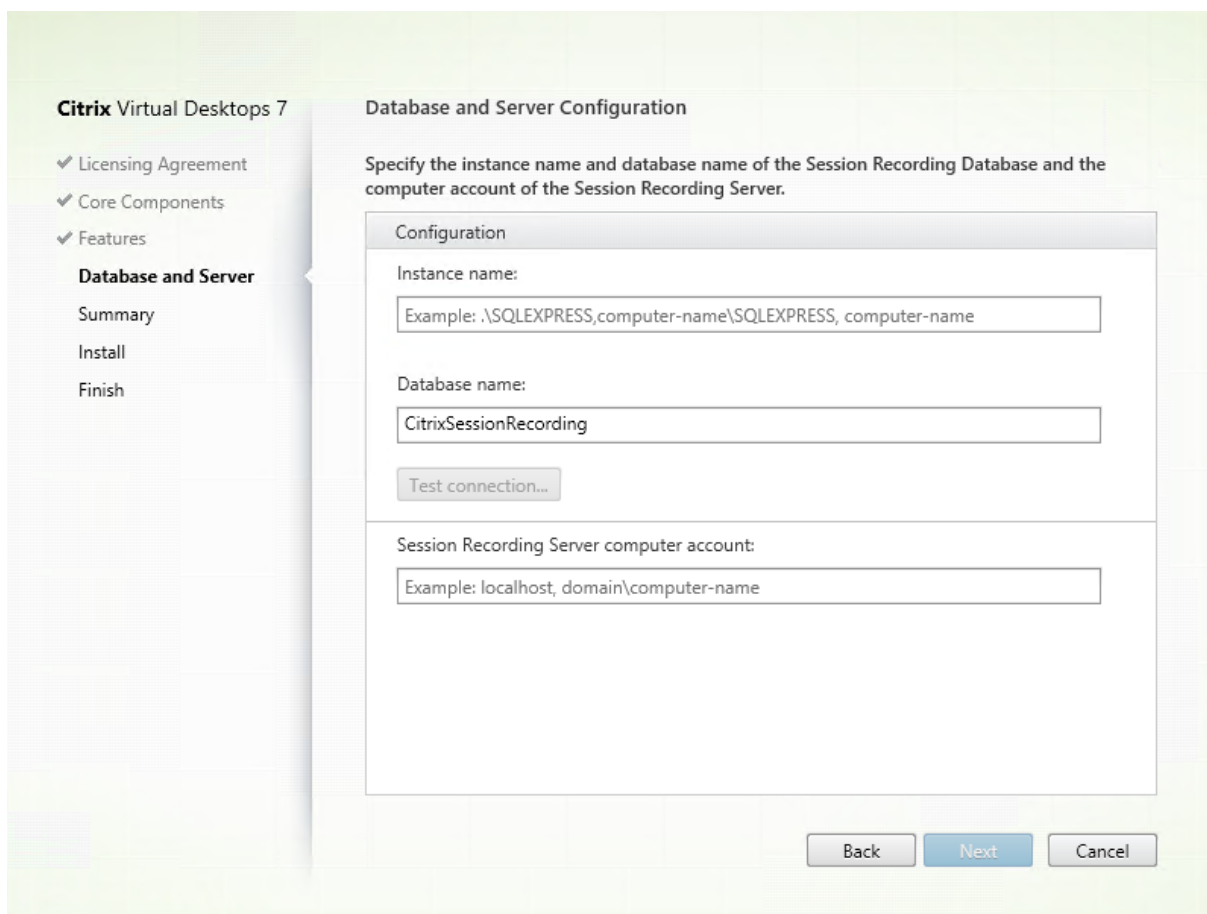 Citrix Virtual Desktops 7
Licensing Agreement
Core Components
Features
Database and Server
Summary
Install
Finish
Database and Server Configuration
Specify the instance name and database name of the Session Recording Database and the
computer account of the Session Recording Server.
Configuration
Instance name:
Example: .\SQLEXPRESS,computer-name\SQLEXPRESS, computer-name
Database name:
CitrixSessionRecording
Test connection...
Session Recording Server computer account:
Example: localhost, domain\computer-name
Back
Next
Cancel